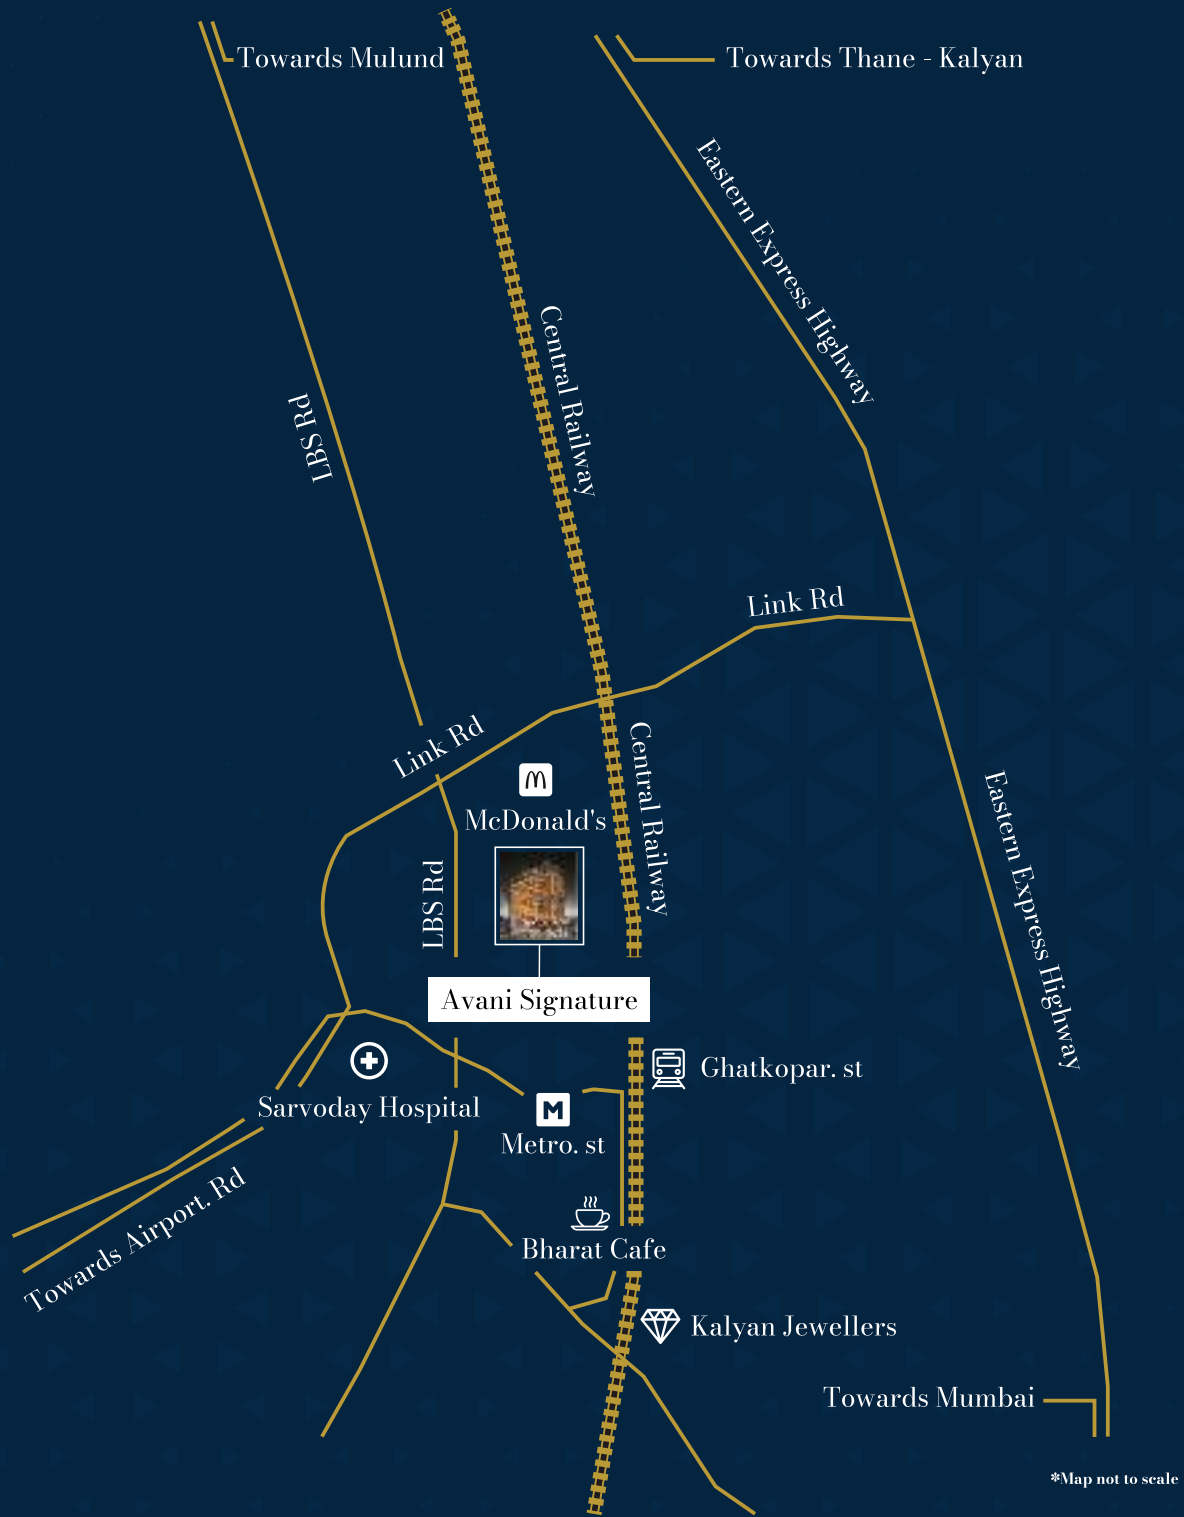 Towards Mulund
Towards Thane - Kalyan
Eastern Express Highway
Central Railway
LBS Rd
Link Rd
Link Rd
Central Railway
McDonald's
LBS Rd
Eastern Express Highway
Avani Signature
Ghatkopar. st
Sarvoday Hospital
M
Metro. st
Towards Airport. Rd
Bharat Cafe
Kalyan Jewellers
Towards Mumbai
*Map not to scale